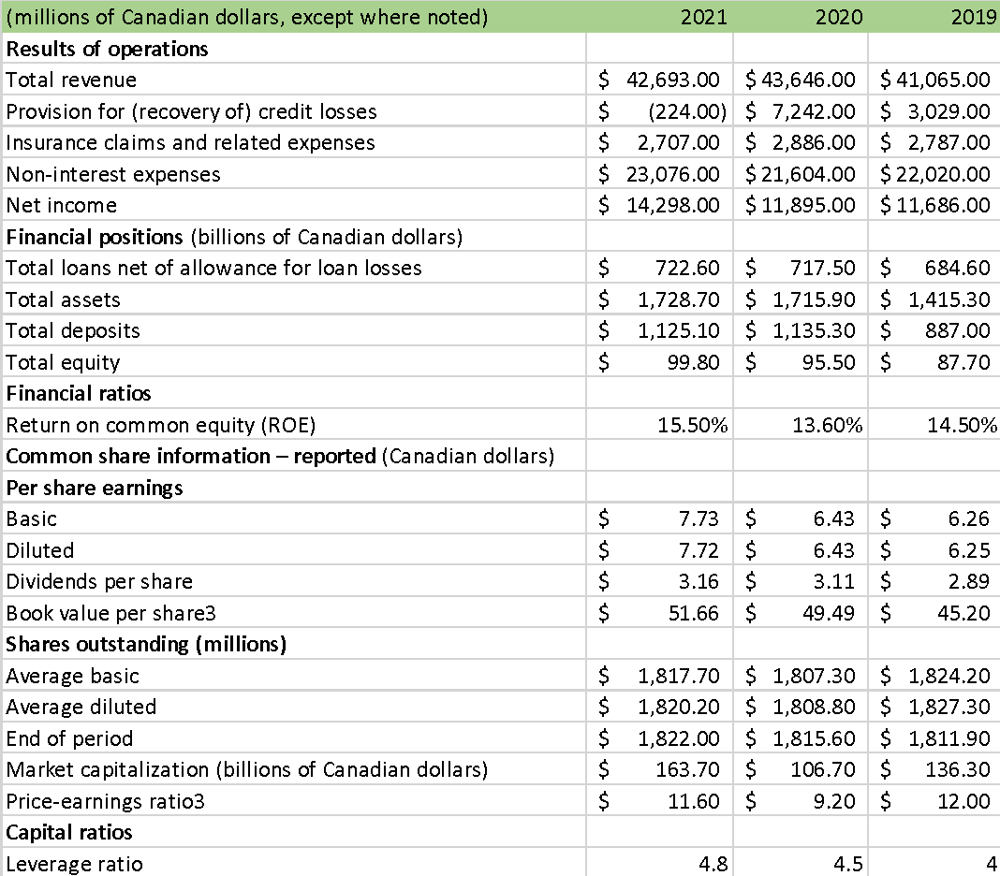 (millions of Canadian dollars, except where noted) 2021 2020 2019
Results of operations
Total revenue $ 42,693.00 $ 43,646.00 $ 41,065.00
Provision for (recovery of) credit losses $ (224.00) $ 7,242.00 $ 3,029.00
Insurance claims and related expenses $ 2,707.00 $ 2,886.00 $ 2,787.00
Non-interest expenses $ 23,076.00 $ 21,604.00 $ 22,020.00
Net income $ 14,298.00 $ 11,895.00 $ 11,686.00
Financial positions (billions of Canadian dollars)
Total loans net of allowance for loan losses $ 722.60 $ 717.50 $ 684.60
Total assets $ 1,728.70 $ 1,715.90 $ 1,415.30
Total deposits $ 1,125.10 $ 1,135.30 $ 887.00
Total equity $ 99.80 $ 95.50 $ 87.70
Financial ratios
Return on common equity (ROE) 15.50% 13.60% 14.50%
Common share information – reported (Canadian dollars)
Per share earnings
Basic $ 7.73 $ 6.43 $ 6.26
Diluted $ 7.72 $ 6.43 $ 6.25
Dividends per share $ 3.16 $ 3.11 $ 2.89
Book value per share3 $ 51.66 $ 49.49 $ 45.20
Shares outstanding (millions)
Average basic $ 1,817.70 $ 1,807.30 $ 1,824.20
Average diluted $ 1,820.20 $ 1,808.80 $ 1,827.30
End of period $ 1,822.00 $ 1,815.60 $ 1,811.90
Market capitalization (billions of Canadian dollars) $ 163.70 $ 106.70 $ 136.30
Price-earnings ratio3 $ 11.60 $ 9.20 $ 12.00
Capital ratios
Leverage ratio 4.8 4.5 4